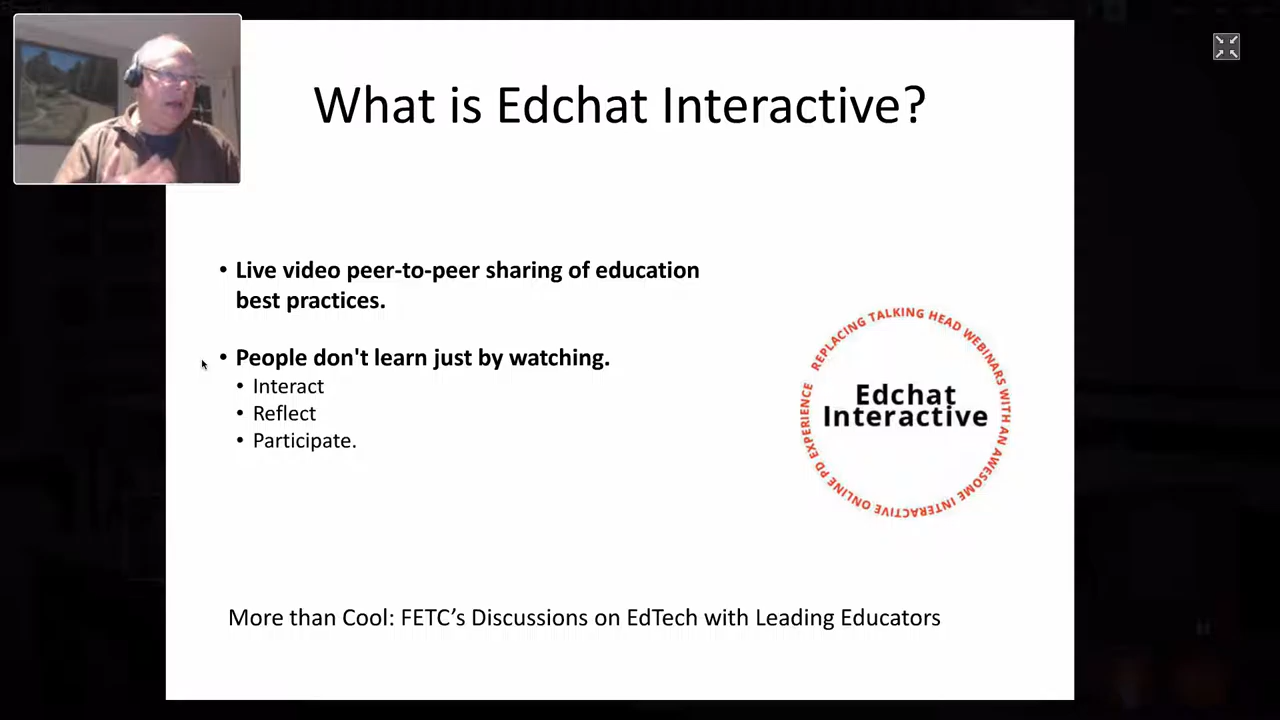 What is Edchat Interactive?
• Live video peer-to-peer sharing of education
best practices.
• People don't learn just by watching.
• Interact
• Reflect
• Participate.
REPLACING TALKING HEAD WEBINARS WITH AN AWESOME INTERACTIVE ONLINE PD EXPERIENCE
Edchat
Interactive
More than Cool: FETC’s Discussions on EdTech with Leading Educators